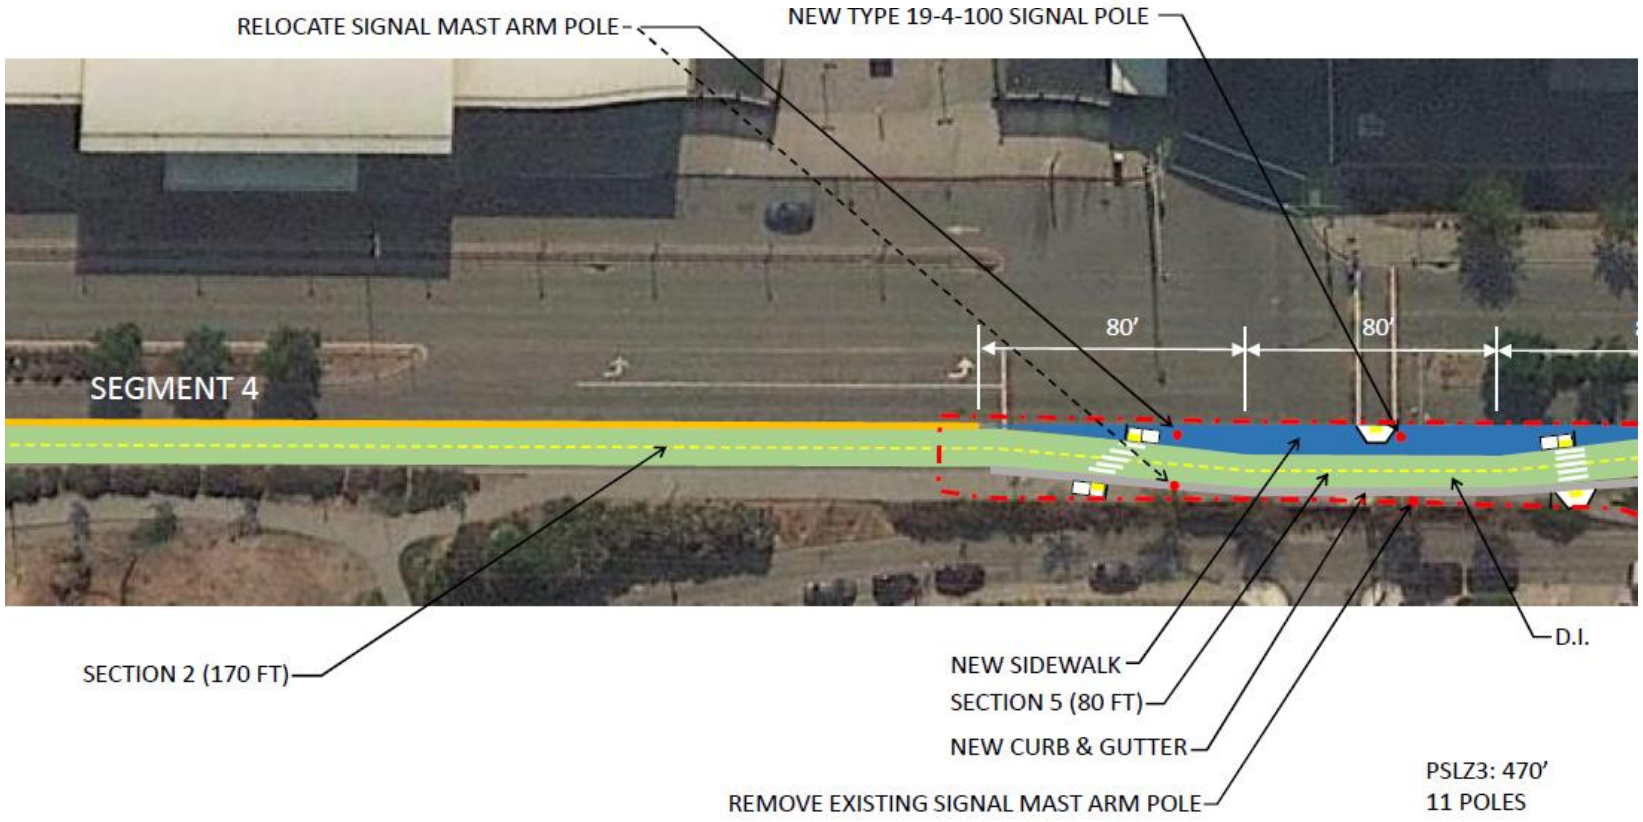 RELOCATE SIGNAL MAST ARM POLE
NEW TYPE 19-4-100 SIGNAL POLE
80’
80’
8
SEGMENT 4
SECTION 2 (170 FT)
D.I.
NEW SIDEWALK
SECTION 5 (80 FT)
NEW CURB & GUTTER
REMOVE EXISTING SIGNAL MAST ARM POLE
PSLZ3: 470’
11 POLES